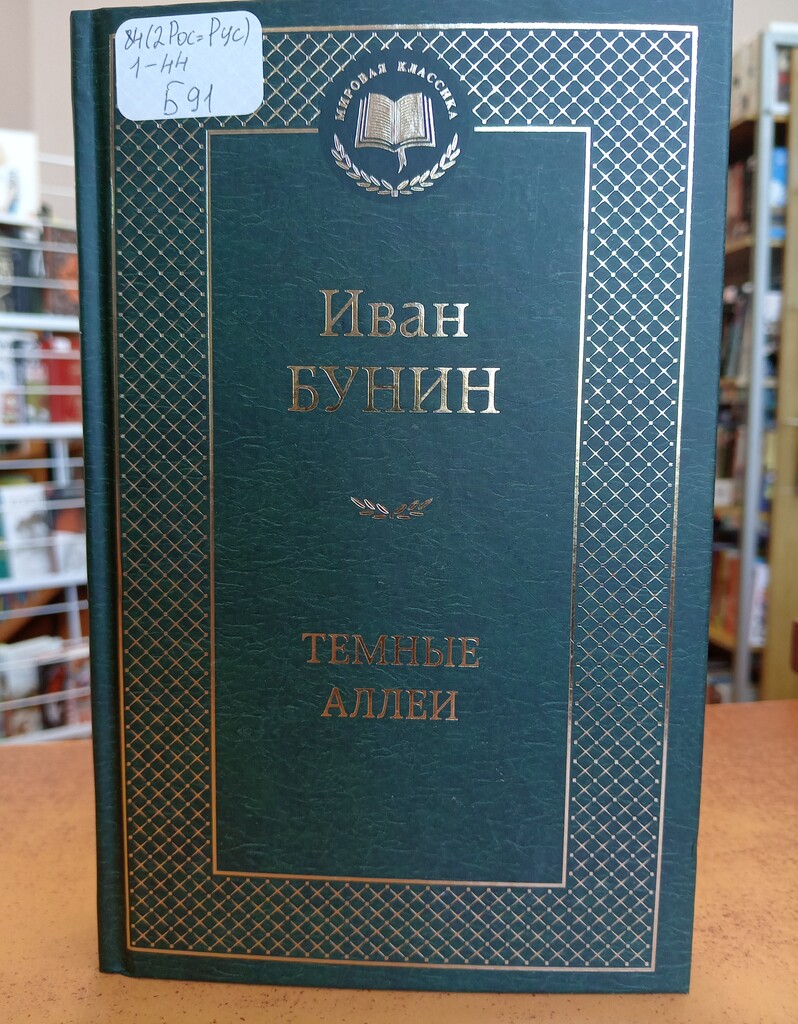 84(2Рос=Рус)
1-44
Б91
МИРОВАЯ КЛАССИКА
Иван
БУНИН
ТЕМНЫЕ
АЛЛЕИ